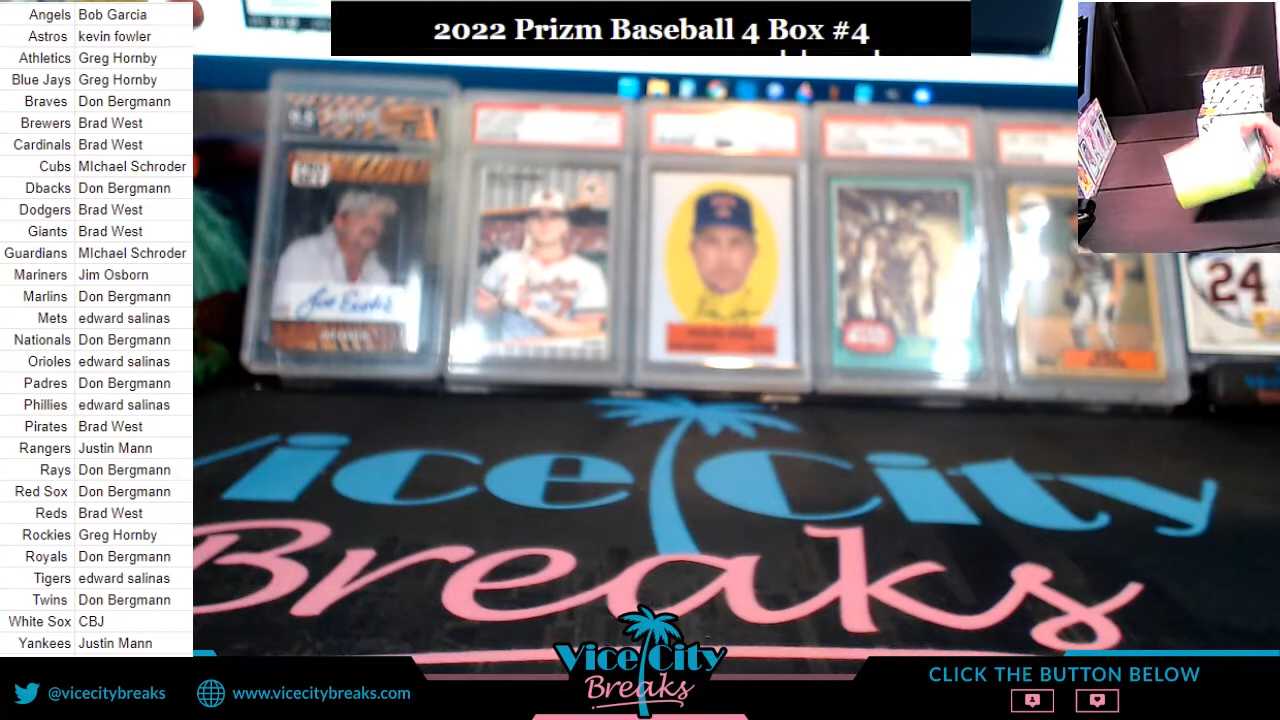 Angels Bob Garcia
Astros kevin fowler
Athletics Greg Hornby
Blue Jays Greg Hornby
Braves Don Bergmann
Brewers Brad West
Cardinals Brad West
Cubs MIchael Schroder
Dbacks Don Bergmann
Dodgers Brad West
Giants Brad West
Guardians MIchael Schroder
Mariners Jim Osborn
Marlins Don Bergmann
Mets edward salinas
Nationals Don Bergmann
Orioles edward salinas
Padres Don Bergmann
Phillies edward salinas
Pirates Brad West
Rangers Justin Mann
Rays Don Bergmann
Red Sox Don Bergmann
Reds Brad West
Rockies Greg Hornby
Royals Don Bergmann
Tigers edward salinas
Twins Don Bergmann
White Sox CBJ
Yankees Justin Mann
2022 Prizm Baseball 4 Box #4
24
Vice City
Breaks
@vicecitybreaks
www.vicecitybreaks.com
Vice City
Breaks
CLICK THE BUTTON BELOW